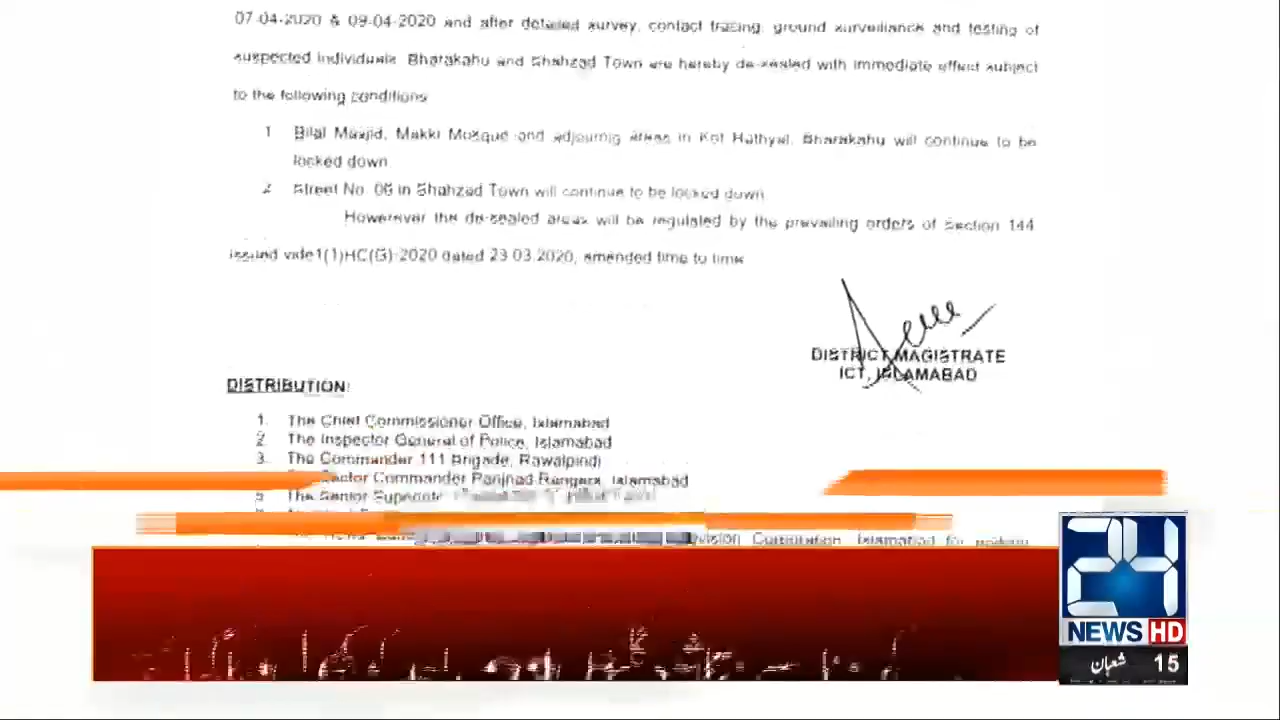 07-04-2020 & 09-04-2020 and after detailed survey, contact tracing, ground surveillance and testing of
suspected individuals. Bharakahu and Shahzad Town are hereby de-sealed with immediate effect subject
to the following conditions
1 Bilal Masjid, Makki Mosque and adjournig areas in Kot Hathyal, Bharakahu will continue to be
locked down
2 Street No. 06 in Shahzad Town will continue to be locked down
Howerever the de-sealed areas will be regulated by the prevailing orders of Section 144
issued vide1(1)HC(G)-2020 dated 23.03.2020, amended time to time
DISTRICT MAGISTRATE
ICT, ISLAMABAD
DISTRIBUTION:
1. The Chief Commissioner Office, Islamabad
2. The Inspector General of Police, Islamabad
3. The Commander 111 Brigade, Rawalpindi
Sector Commander Punjnad Rangers, Islamabad
5. The Senior
Corporation, Islamabad for
24
NEWS HD
15 شعبان